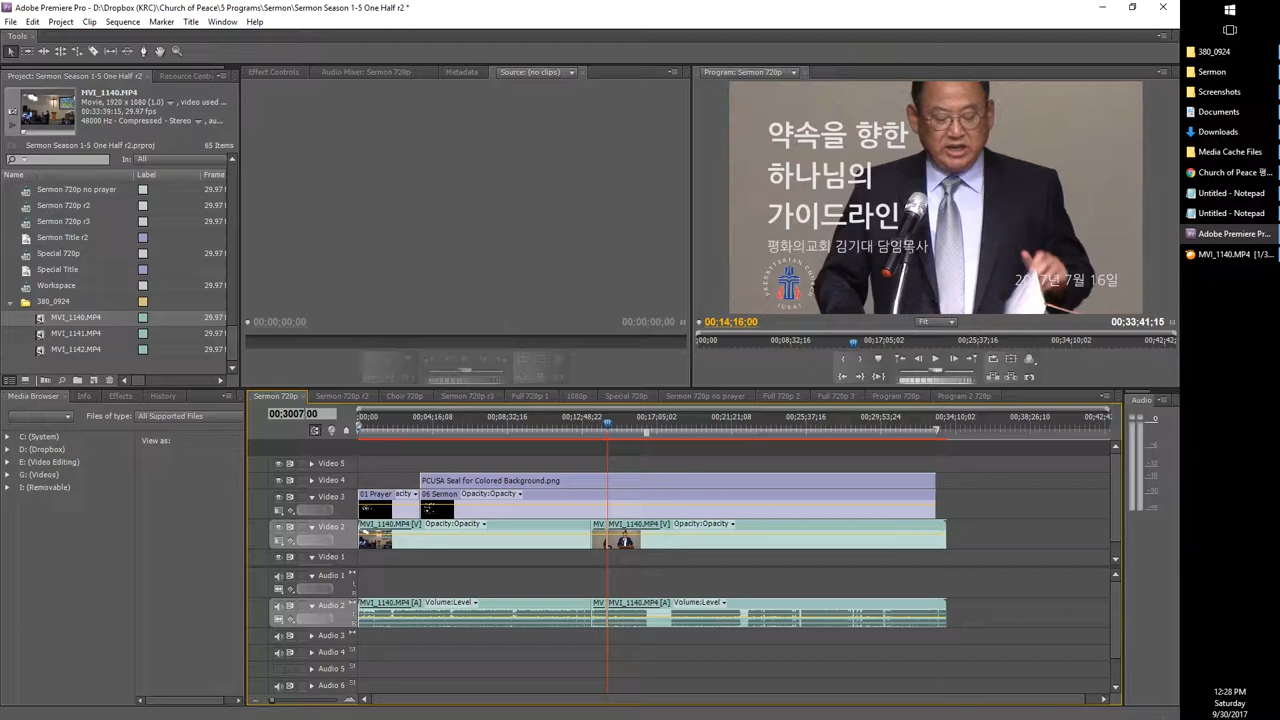 Adobe Premiere Pro - D:\Dropbox (KRC)\Church of Peace\5 Programs\Sermon\Sermon Season 1-5 One Half r2 *
File Edit Project Clip Sequence Marker Title Window Help
Tools
Project: Sermon Season 1-5 One Half r2 Resource Centr
MVI_1140.MP4
Movie, 1920 x 1080 (1.0) , video used ...
00;33;39;15, 29.97 fps
48000 Hz - Compressed - Stereo , au...
Sermon Season 1-5 One Half r2.prproj 65 Items
In: All
Name Label Frame
Sermon 720p no prayer 29.97 f
Sermon 720p r2 29.97 f
Sermon 720p r3 29.97 f
Sermon Title r2 29.97 f
Special 720p 29.97 f
Special Title 29.97 f
Workspace 29.97 f
380_0924
MVI_1140.MP4 29.97 f
MVI_1141.MP4 29.97 f
MVI_1142.MP4 29.97 f
Effect Controls Audio Mixer: Sermon 720p Metadata Source: (no clips)
00;00;00;00 00;00;00;00
Program: Sermon 720p
약속을 향한
하나님의
가이드라인
평화의교회 김기대 담임목사
PRESBYTERIAN CHURCH (USA)
7월 16일
00;14;16;00 Fit 00;33;41;15
;00;00 00;08;32;16 00;17;05;02 00;25;37;16 00;34;10;02 00;42;42;
Media Browser Info Effects History
Files of type: All Supported Files
C: (System) View as:
D: (Dropbox)
E: (Video Editing)
G: (Videos)
I: (Removable)
Sermon 720p Sermon 720p r2 Choir 720p Sermon 720p r3 Full 720p 1 1080p Special 720p Sermon 720p no prayer Full 720p 2 Full 720p 3 Program 720p Program 2 720p
00;3007;00
;00;00 00;04;16;08 00;08;32;16 00;12;48;22 00;17;05;02 00;21;21;08 00;25;37;16 00;29;53;24 00;34;10;02 00;38;26;10 00;42;4
Video 5
Video 4 PCUSA Seal for Colored Background.png
Video 3 01 Prayer acity 06 Sermon Opacity:Opacity
Video 2 MVI_1140.MP4 [V] Opacity:Opacity MV MVI_1140.MP4 [V] Opacity:Opacity
Video 1
Audio 1
Audio 2 MVI_1140.MP4 [A] Volume:Level MV MVI_1140.MP4 [A] Volume:Level
Audio 3
Audio 4
Audio 5
Audio 6
Audio
0
380_0924
Sermon
Screenshots
Documents
Downloads
Media Cache Files
Church of Peace 평...
Untitled - Notepad
Untitled - Notepad
Adobe Premiere Pr...
MVI_1140.MP4 [1/3...
12:28 PM
Saturday
9/30/2017